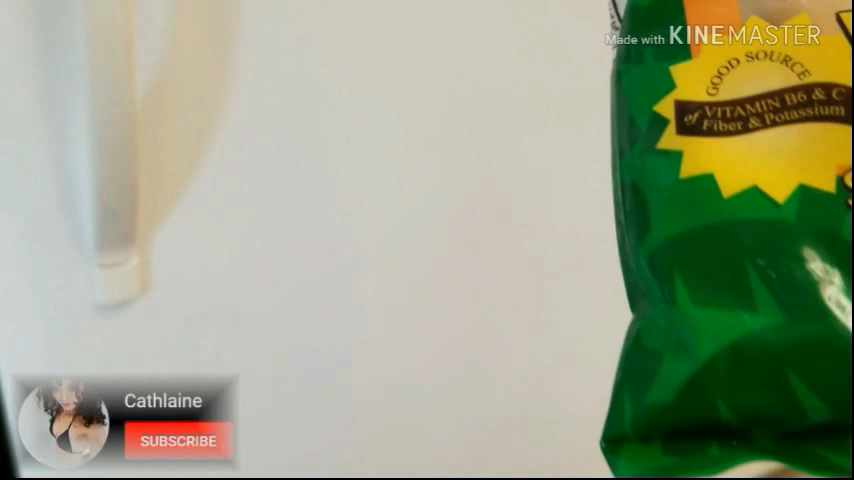 Made with KINEMASTER
GOOD SOURCE
of VITAMIN B6 & C
Fiber & Potassium
Cathlaine
SUBSCRIBE